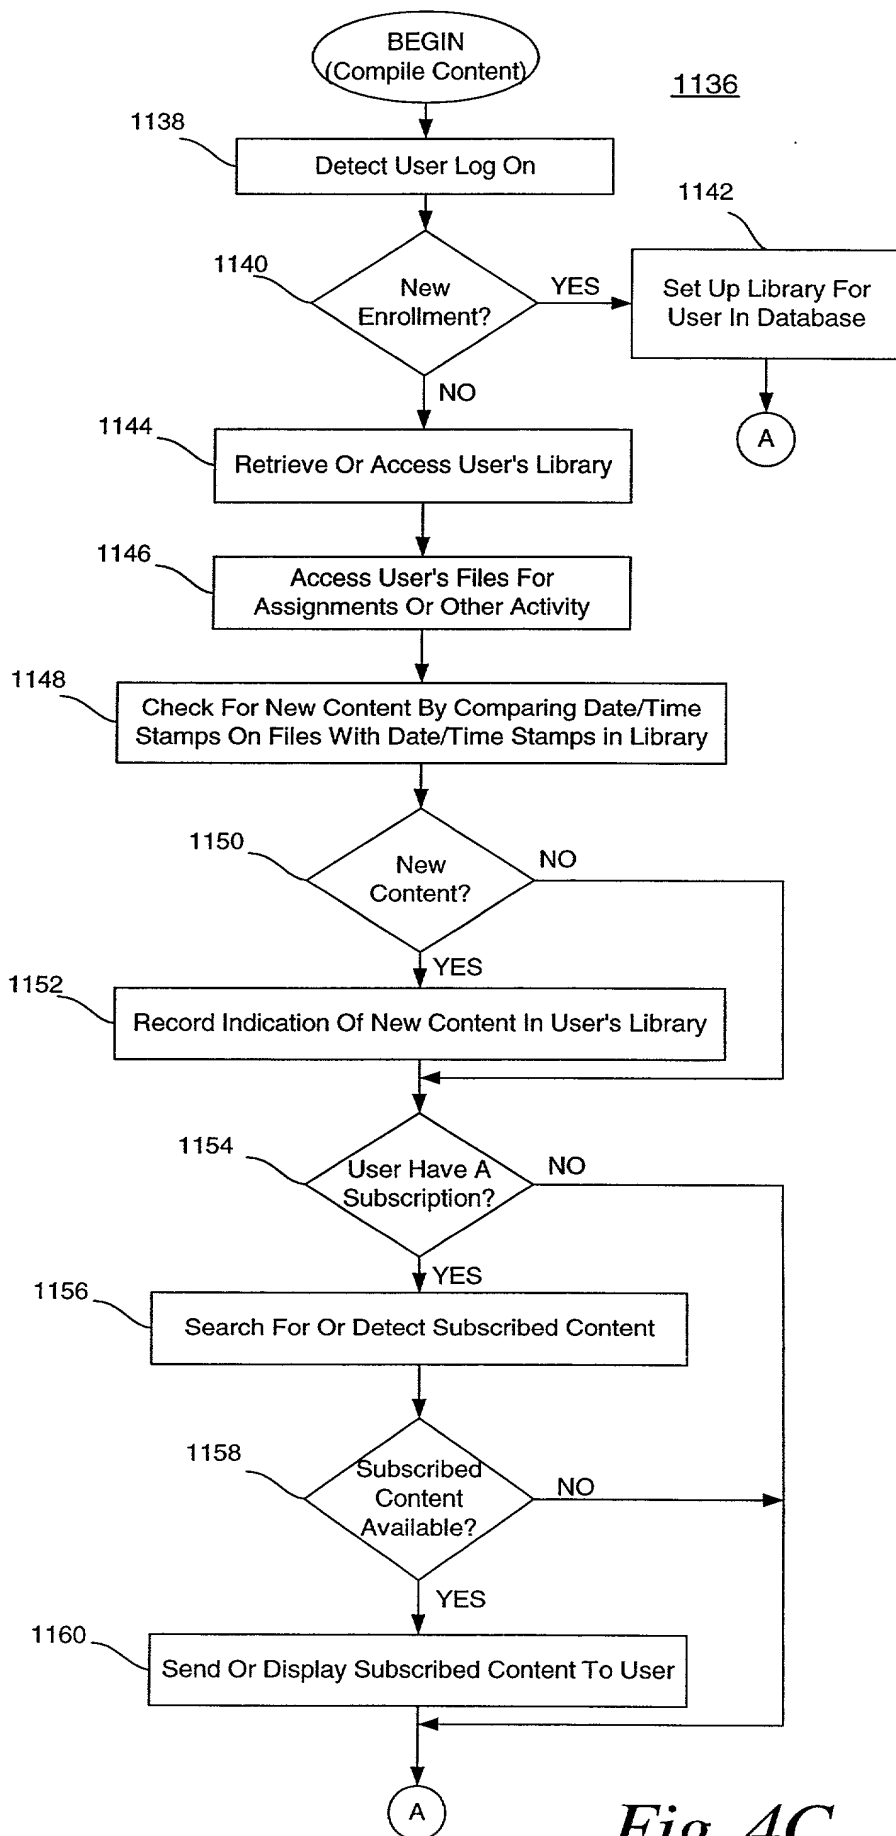 BEGIN
(Compile Content)
1136
1138
Detect User Log On
1142
1140
New
Enrollment?
YES
Set Up Library For
User In Database
NO
A
1144
Retrieve Or Access User's Library
1146
Access User's Files For
Assignments Or Other Activity
1148
Check For New Content By Comparing Date/Time
Stamps On Files With Date/Time Stamps in Library
1150
New
Content?
NO
YES
1152
Record Indication Of New Content In User's Library
1154
User Have A
Subscription?
NO
YES
1156
Search For Or Detect Subscribed Content
1158
Subscribed
Content
Available?
NO
YES
1160
Send Or Display Subscribed Content To User
A
Fig. 4C